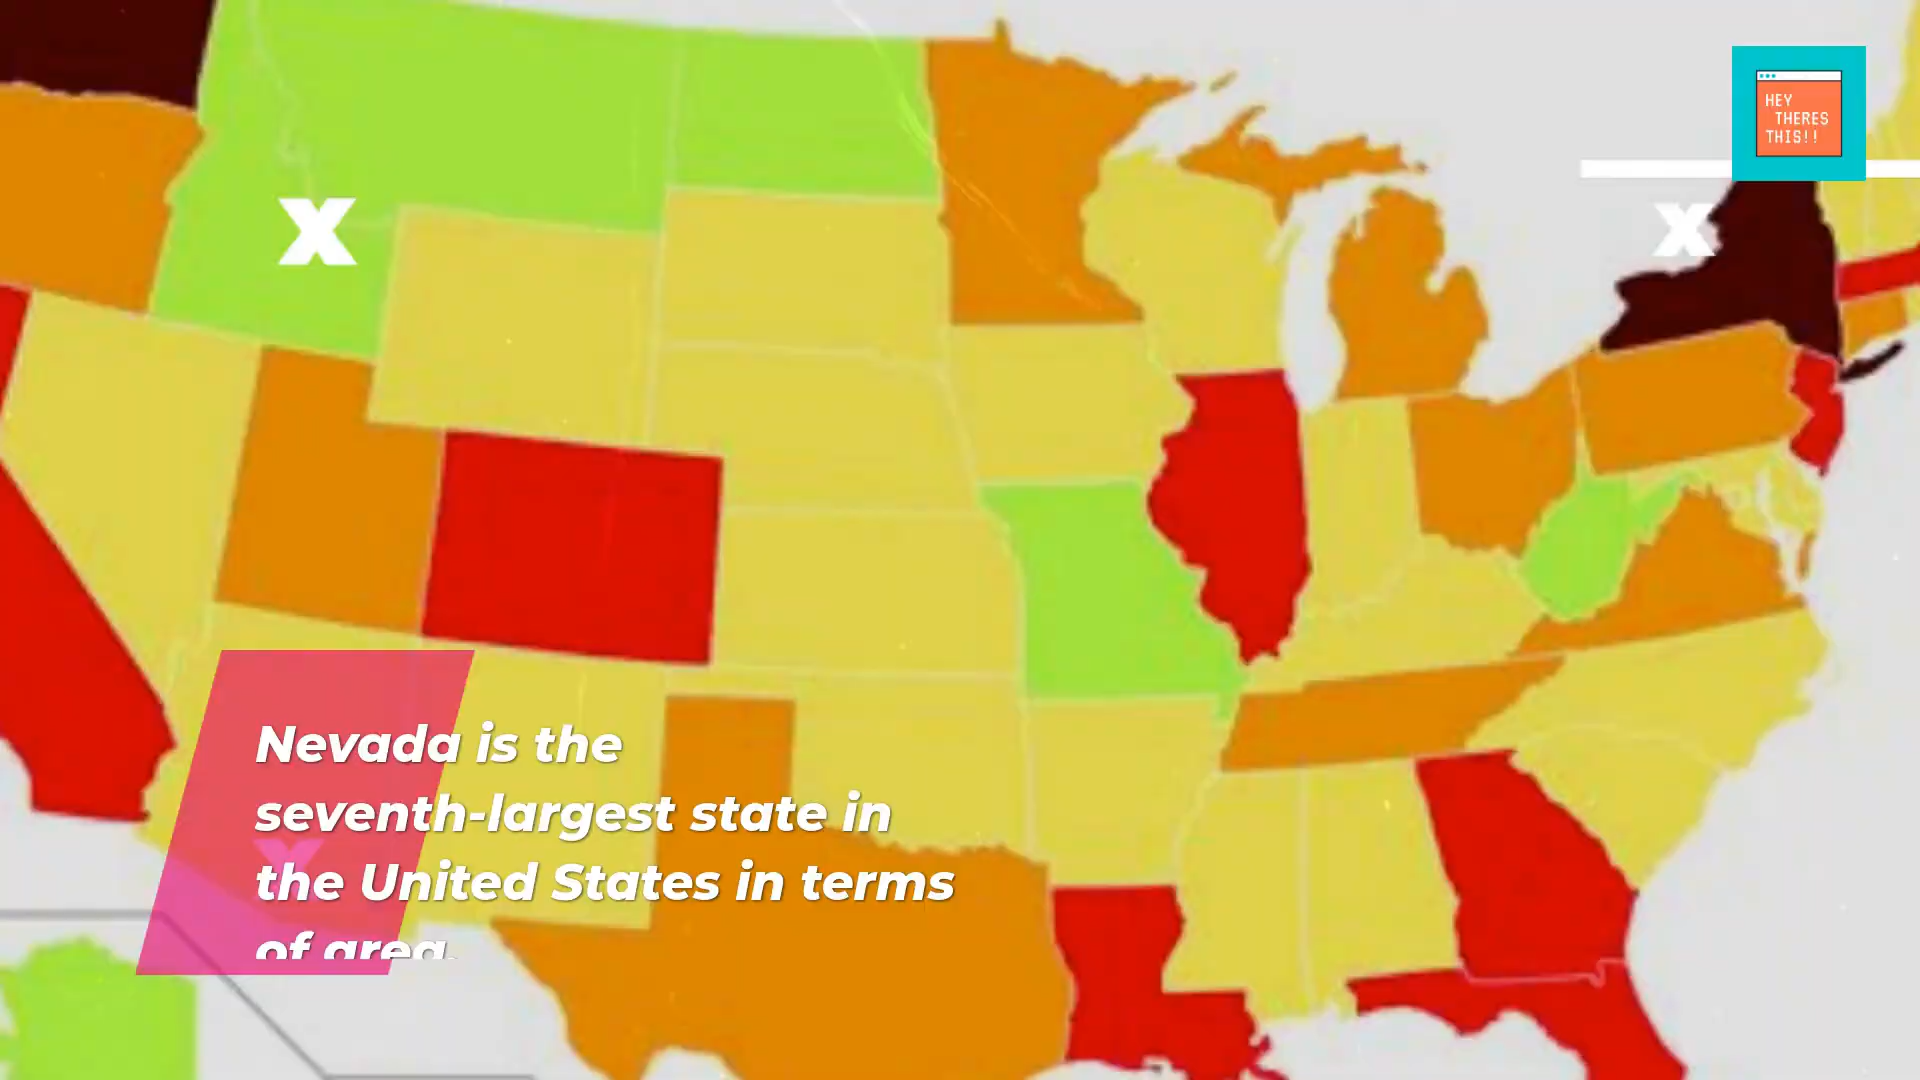 HEY
THERES
THIS!!
x
x
Nevada is the
seventh-largest state in
the United States in terms
of area.